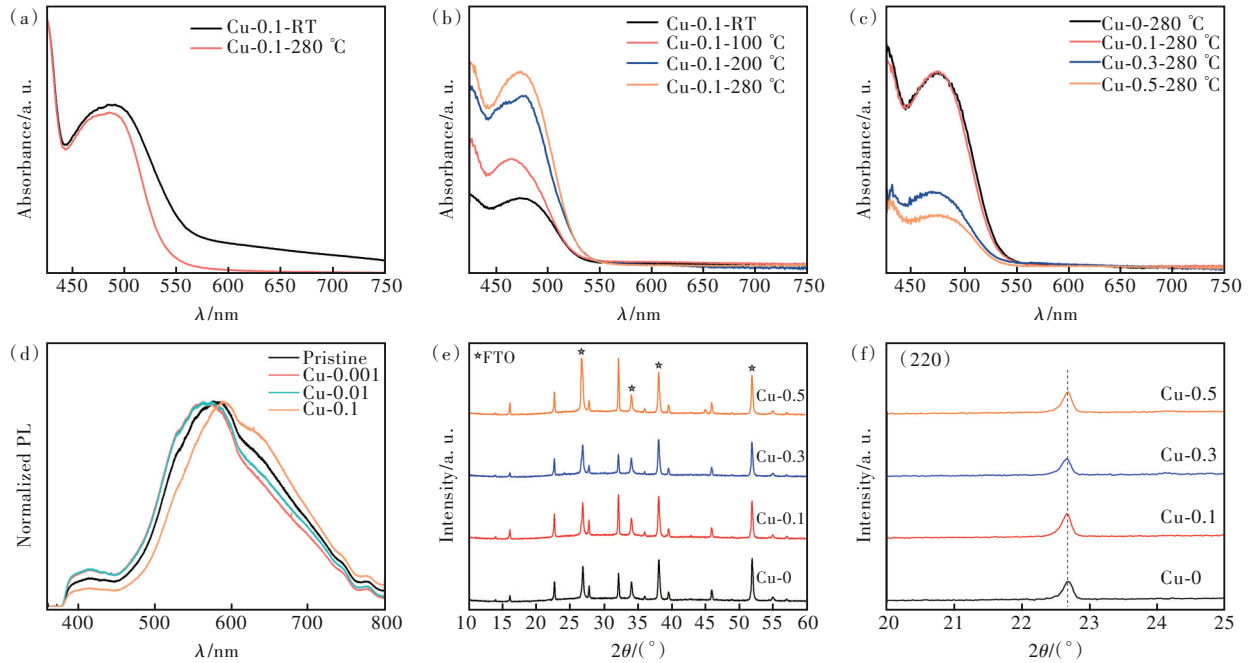 (a)
Cu-0.1-RT
Cu-0.1-280 ℃
Absorbance/a. u.
450 500 550 600 650 700 750
λ/nm
(b)
Cu-0.1-RT
Cu-0.1-100 ℃
Cu-0.1-200 ℃
Cu-0.1-280 ℃
Absorbance/a. u.
450 500 550 600 650 700 750
λ/nm
(c)
Cu-0-280 ℃
Cu-0.1-280 ℃
Cu-0.3-280 ℃
Cu-0.5-280 ℃
Absorbance/a. u.
450 500 550 600 650 700 750
λ/nm
(d)
Pristine
Cu-0.001
Cu-0.01
Cu-0.1
Normalized PL
400 500 600 700 800
λ/nm
(e)
☆FTO
Cu-0.5
Cu-0.3
Cu-0.1
Cu-0
Intensity/a. u.
10 15 20 25 30 35 40 45 50 55 60
2θ/(°)
(f)
(220)
Cu-0.5
Cu-0.3
Cu-0.1
Cu-0
Intensity/a. u.
20 21 22 23 24 25
2θ/(°)